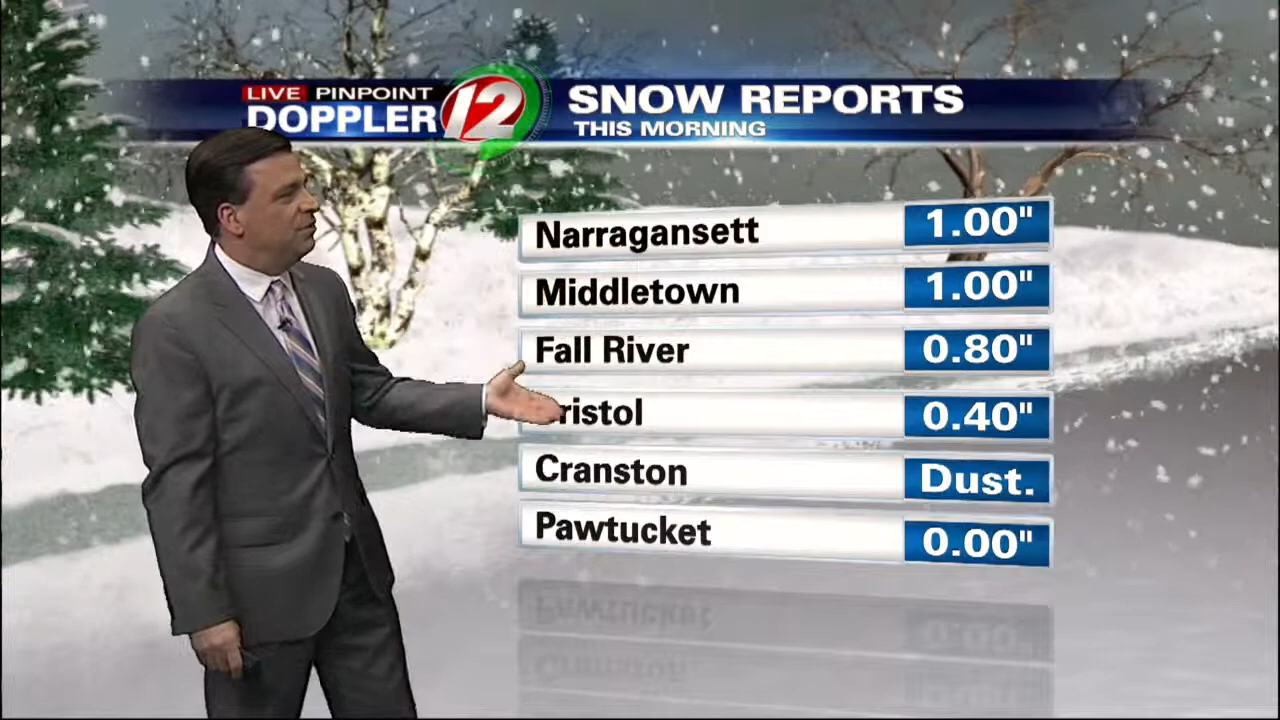 LIVE PINPOINT
DOPPLER 12
SNOW REPORTS
THIS MORNING
Narragansett 1.00"
Middletown 1.00"
Fall River 0.80"
ristol 0.40"
Cranston Dust.
Pawtucket 0.00"